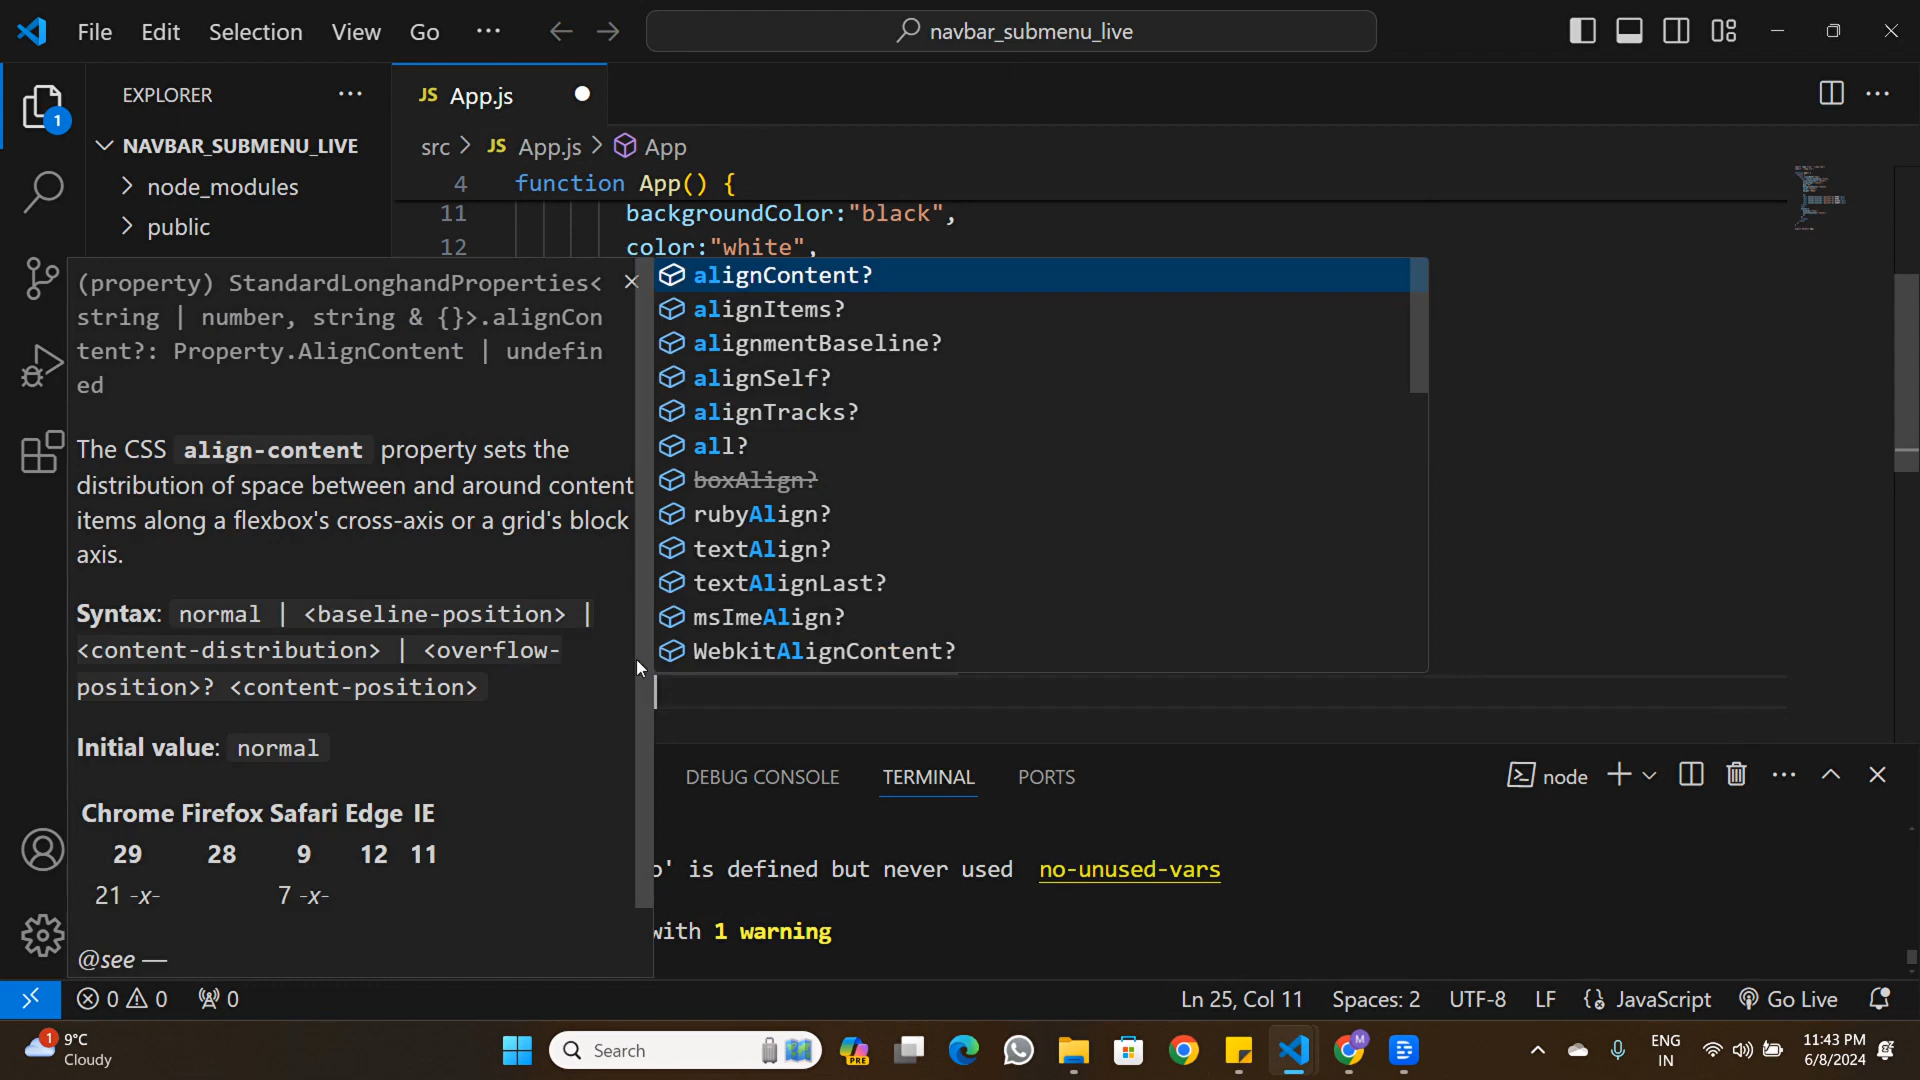 File Edit Selection View Go ··· navbar_submenu_live
EXPLORER ···
JS App.js
NAVBAR_SUBMENU_LIVE
src > JS App.js > App
node_modules
4 function App() {
public
11 backgroundColor:"black",
12 color:"white",
1
(property) StandardLonghandProperties<
string | number, string & {}>.alignCon
tent?: Property.AlignContent | undefin
ed
The CSS align-content property sets the
distribution of space between and around content
items along a flexbox's cross-axis or a grid's block
axis.
Syntax: normal | <baseline-position> |
<content-distribution> | <overflow-
position>? <content-position>
Initial value: normal
Chrome Firefox Safari Edge IE
29 28 9 12 11
21 -x- 7 -x-
@see —
alignContent?
alignItems?
alignmentBaseline?
alignSelf?
alignTracks?
all?
boxAlign?
rubyAlign?
textAlign?
textAlignLast?
msImeAlign?
WebkitAlignContent?
DEBUG CONSOLE TERMINAL PORTS node
o' is defined but never used no-unused-vars
with 1 warning
0 0 0 Ln 25, Col 11 Spaces: 2 UTF-8 LF JavaScript Go Live
1 9°C
Cloudy
Search
PRE
M
ENG
IN
11:43 PM
6/8/2024